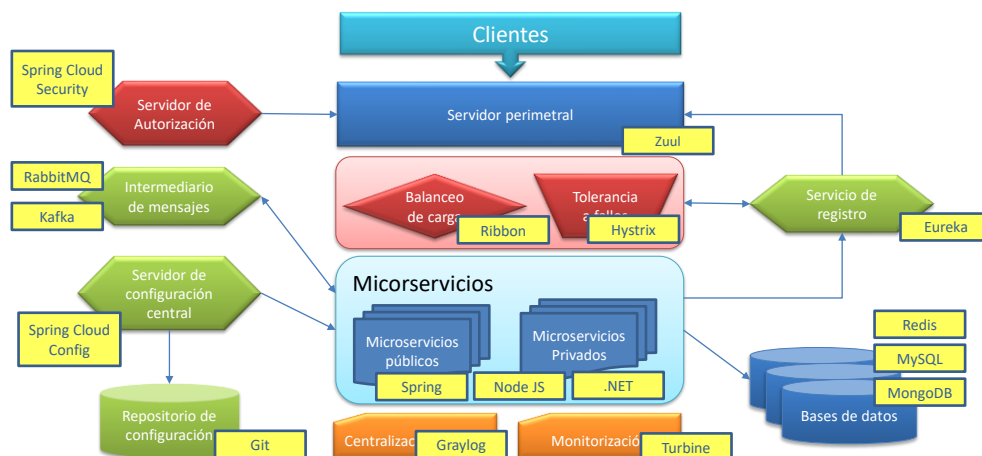 Clientes
Spring Cloud
Security
Servidor de
Autorización
Servidor perimetral
Zuul
RabbitMQ
Kafka
Intermediario
de mensajes
Balanceo
de carga
Ribbon
Tolerancia
a fallos
Hystrix
Servicio de
registro
Eureka
Servidor de
configuración
central
Spring Cloud
Config
Micorservicios
Microservicios
públicos
Spring
Node JS
Microservicios
Privados
.NET
Redis
MySQL
MongoDB
Bases de datos
Repositorio de
configuración
Git
Graylog
Monitorización
Turbine